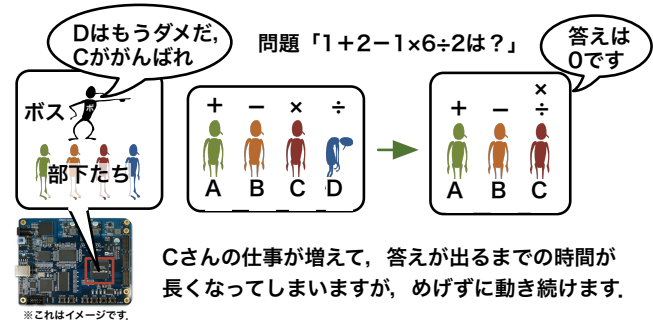 Dはもうダメだ，
Cががんばれ
問題「1＋2−1×6÷2は？」
答えは
0です
ボス
ボ
部下たち
＋ − × ÷
A B C D
×
＋ − ÷
A B C
Cさんの仕事が増えて，答えが出るまでの時間が
長くなってしまいますが，めげずに動き続けます．
※これはイメージです．